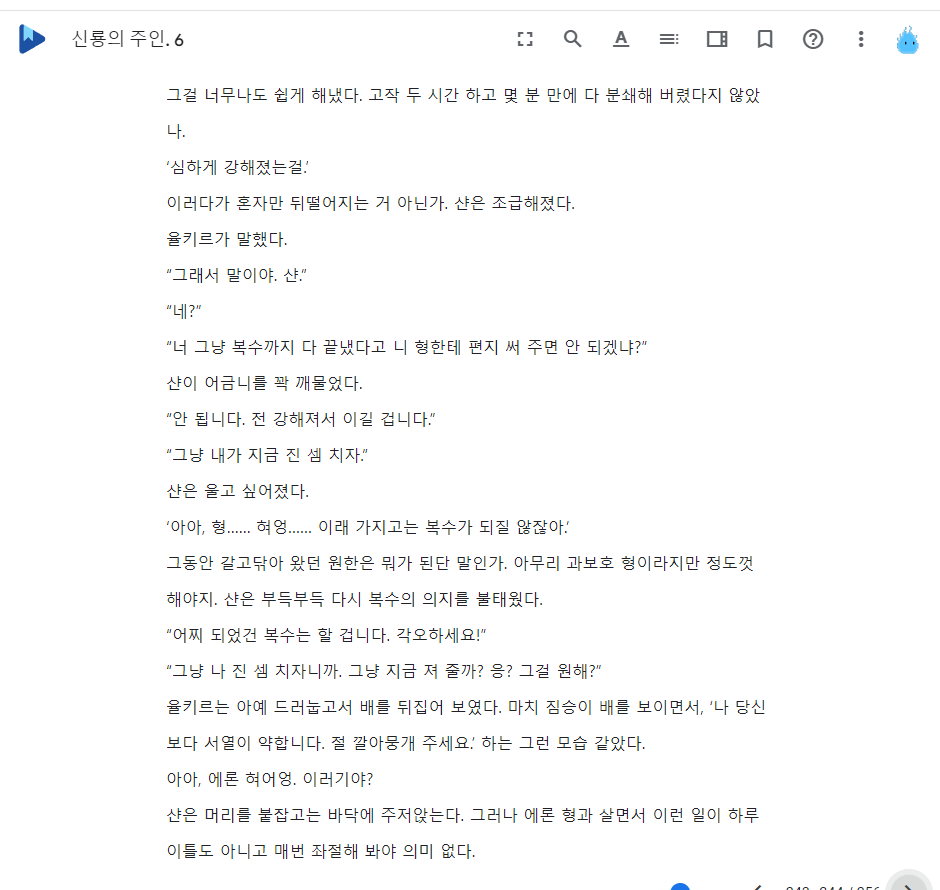 신룡의 주인. 6
그걸 너무나도 쉽게 해냈다. 고작 두 시간 하고 몇 분 만에 다 분쇄해 버렸다지 않았
나.
‘심하게 강해졌는걸.’
이러다가 혼자만 뒤떨어지는 거 아닌가. 샨은 조급해졌다.
율키르가 말했다.
“그래서 말이야. 샨.”
“네?”
“너 그냥 복수까지 다 끝냈다고 니 형한테 편지 써 주면 안 되겠냐?”
샨이 어금니를 꽉 깨물었다.
“안 됩니다. 전 강해져서 이길 겁니다.”
“그냥 내가 지금 진 셈 치자.”
샨은 울고 싶어졌다.
‘아아, 형…… 혀엉…… 이래 가지고는 복수가 되질 않잖아.’
그동안 갈고닦아 왔던 원한은 뭐가 된단 말인가. 아무리 과보호 형이라지만 정도껏
해야지. 샨은 부득부득 다시 복수의 의지를 불태웠다.
“어찌 되었건 복수는 할 겁니다. 각오하세요!”
“그냥 나 진 셈 치자니까. 그냥 지금 져 줄까? 응? 그걸 원해?”
율키르는 아예 드러눕고서 배를 뒤집어 보였다. 마치 짐승이 배를 보이면서, ‘나 당신
보다 서열이 약합니다. 절 깔아뭉개 주세요.’ 하는 그런 모습 같았다.
아아, 에론 혀어엉. 이러기야?
샨은 머리를 붙잡고는 바닥에 주저앉는다. 그러나 에론 형과 살면서 이런 일이 하루
이틀도 아니고 매번 좌절해 봐야 의미 없다.